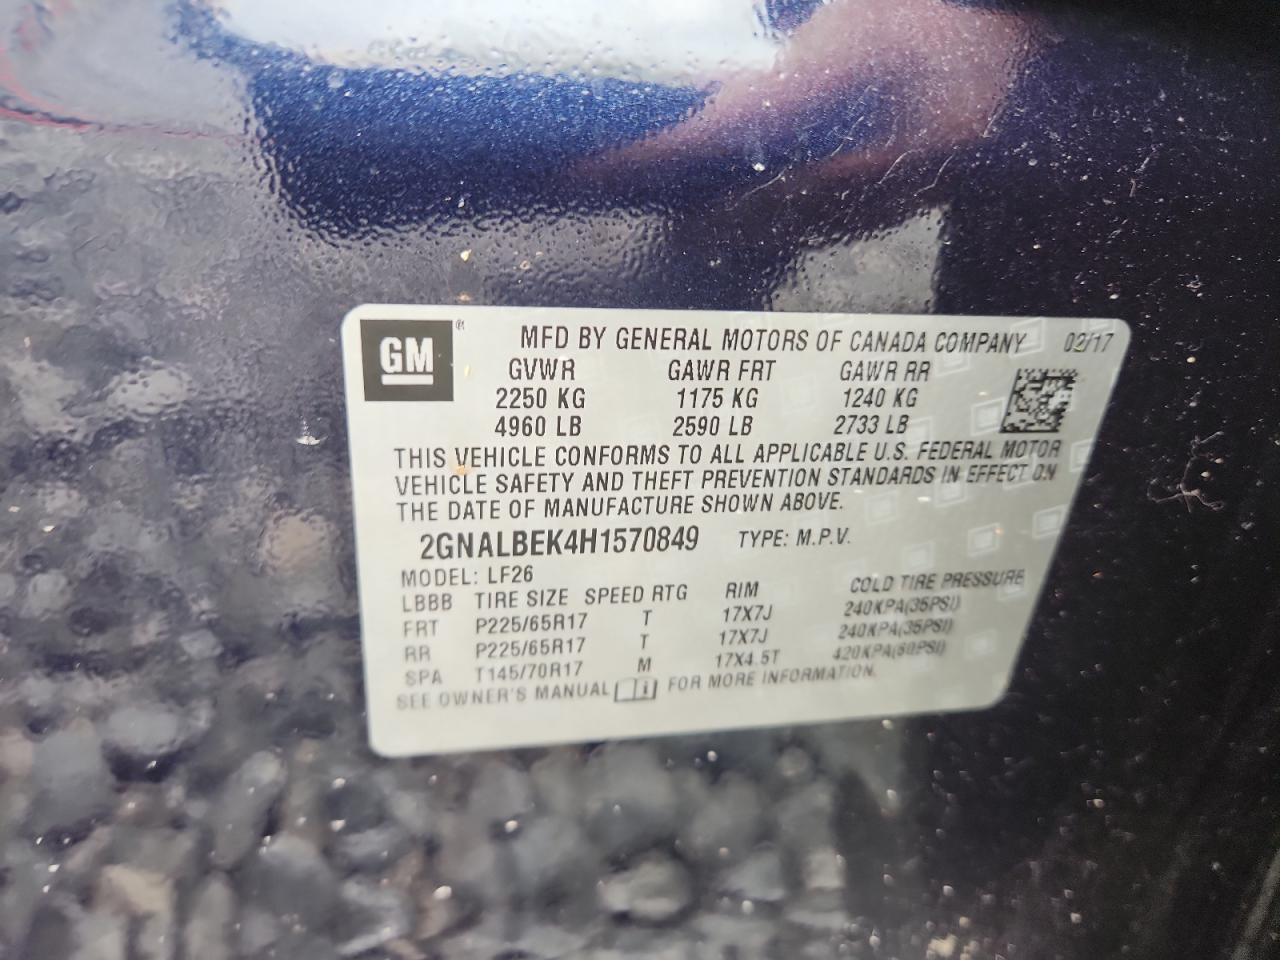 GM ® MFD BY GENERAL MOTORS OF CANADA COMPANY 02/17
GVWR GAWR FRT GAWR RR
2250 KG 1175 KG 1240 KG
4960 LB 2590 LB 2733 LB
THIS VEHICLE CONFORMS TO ALL APPLICABLE U.S. FEDERAL MOTOR
VEHICLE SAFETY AND THEFT PREVENTION STANDARDS IN EFFECT ON
THE DATE OF MANUFACTURE SHOWN ABOVE.
2GNALBEK4H1570849 TYPE: M.P.V.
MODEL: LF26
LBBB TIRE SIZE SPEED RTG RIM COLD TIRE PRESSURE
FRT P225/65R17 T 17X7J 240KPA(35PSI)
RR P225/65R17 T 17X7J 240KPA(35PSI)
SPA T145/70R17 M 17X4.5T 420KPA(60PSI)
SEE OWNER'S MANUAL FOR MORE INFORMATION.